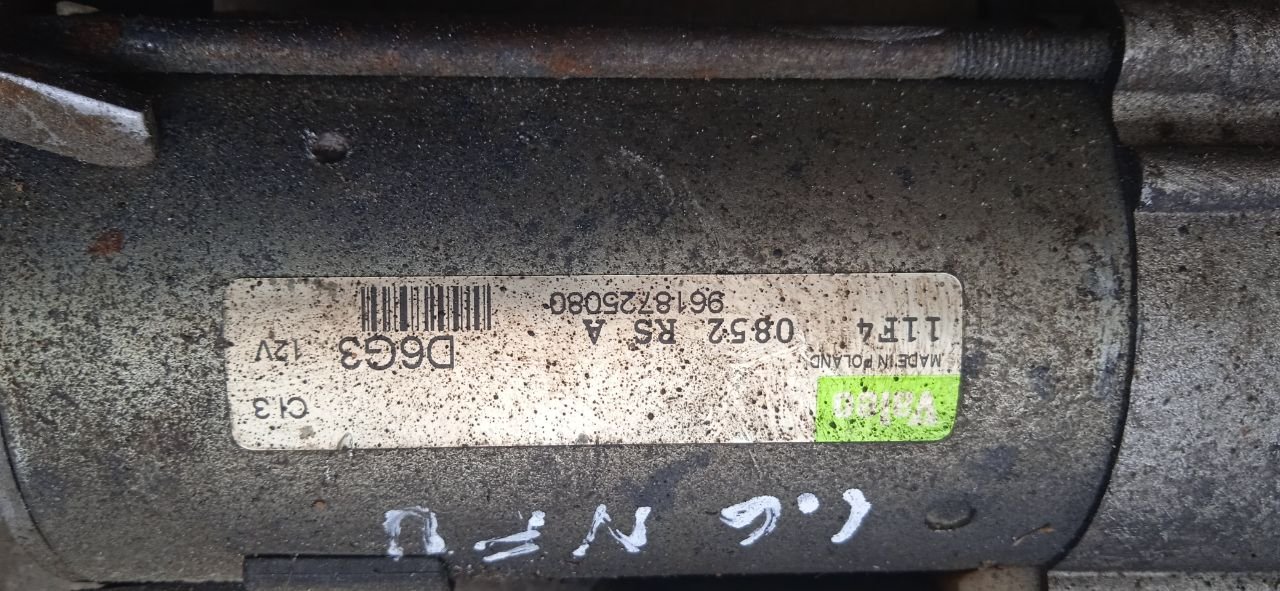 1.6 NFU
Valeo C13
MADE IN POLAND D6G3 12V
11F4 0852 RS A
9618725080